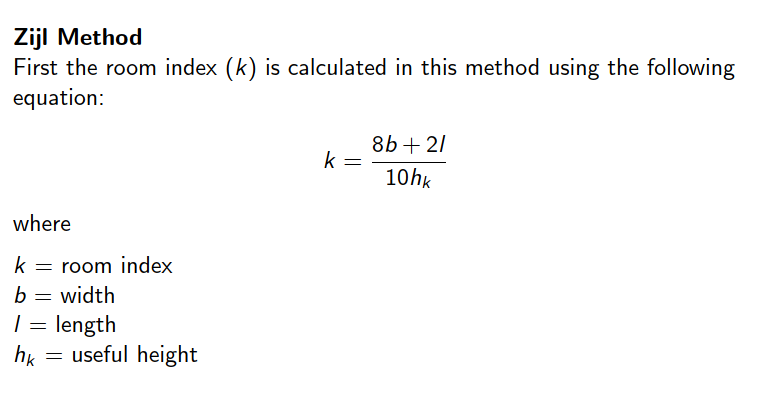 Zijl Method
First the room index (k) is calculated in this method using the following
equation:
k = \frac{8b + 2l}{10h_k}
where
k = room index
b = width
l = length
h_k = useful height